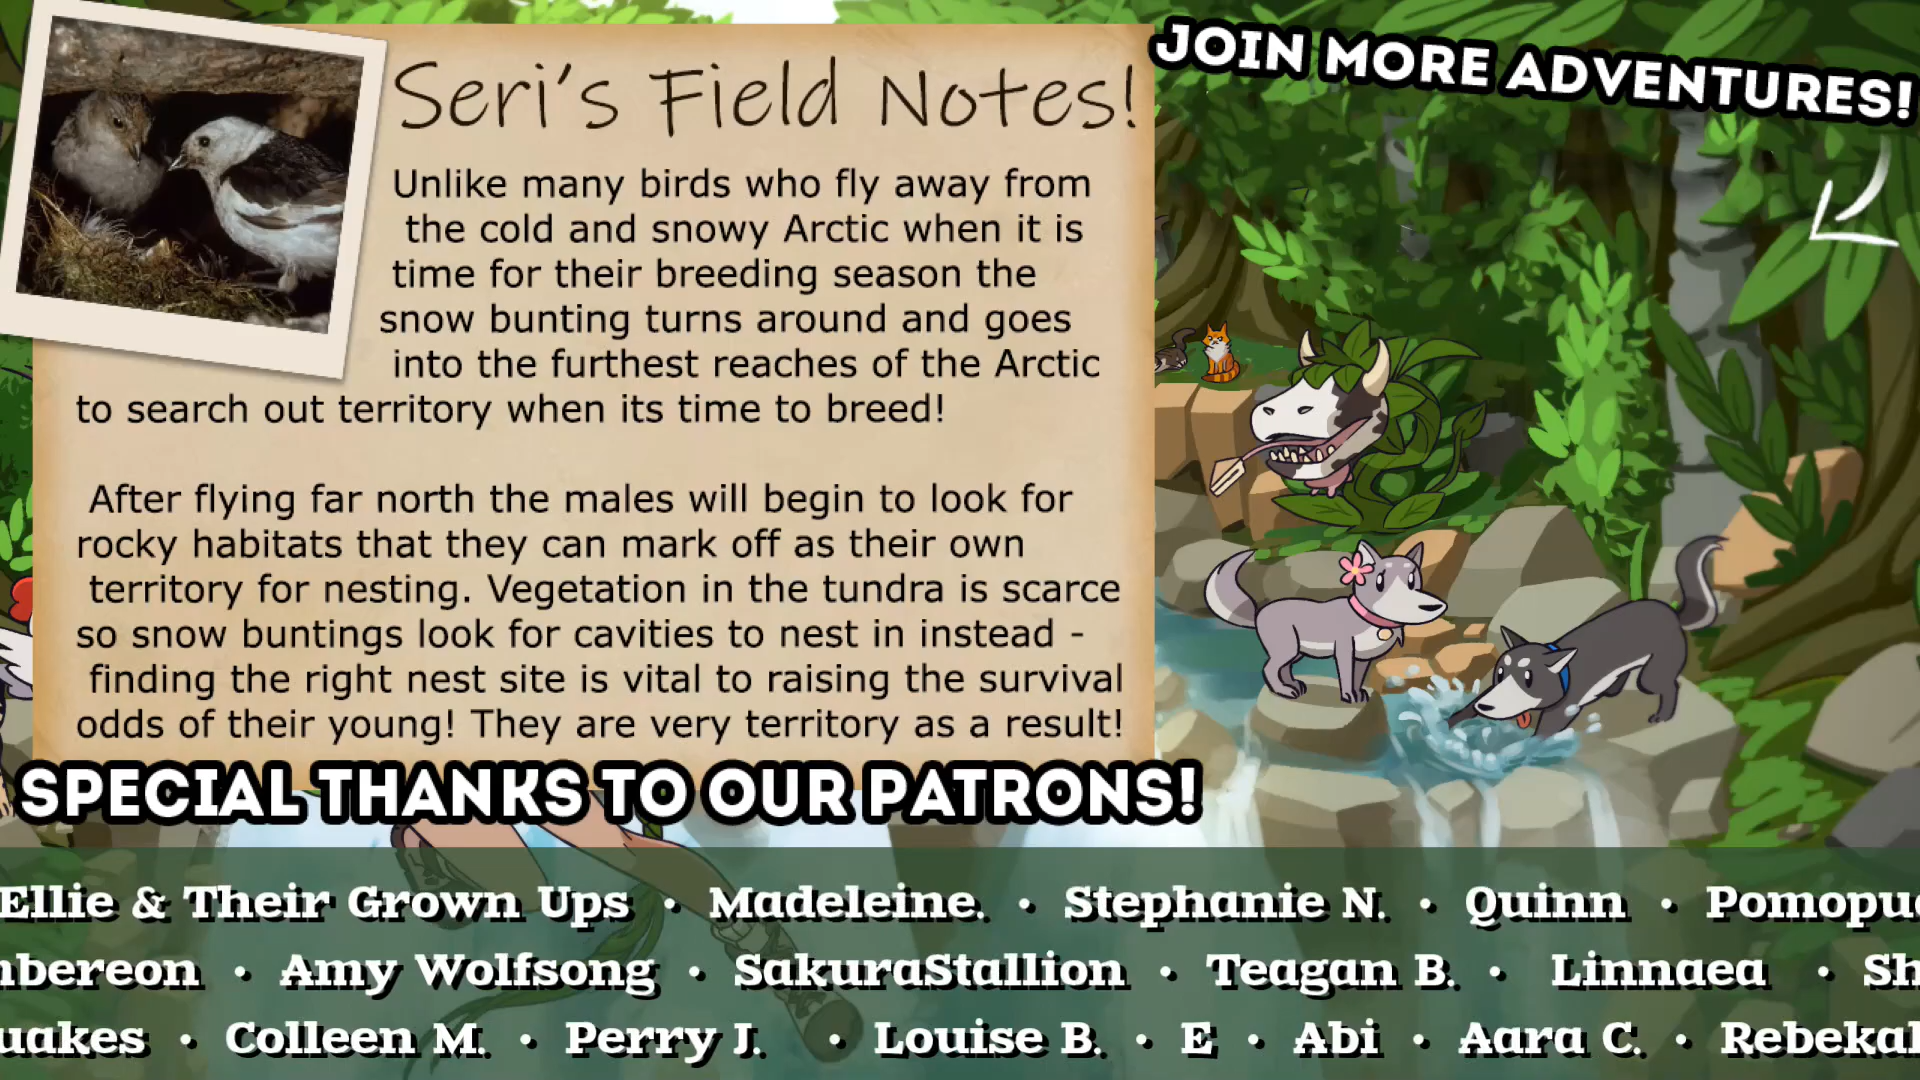 Seri's Field Notes!
JOIN MORE ADVENTURES!
Unlike many birds who fly away from
the cold and snowy Arctic when it is
time for their breeding season the
snow bunting turns around and goes
into the furthest reaches of the Arctic
to search out territory when its time to breed!
After flying far north the males will begin to look for
rocky habitats that they can mark off as their own
territory for nesting. Vegetation in the tundra is scarce
so snow buntings look for cavities to nest in instead -
finding the right nest site is vital to raising the survival
odds of their young! They are very territory as a result!
SPECIAL THANKS TO OUR PATRONS!
Ellie & Their Grown Ups • Madeleine. • Stephanie N. • Quinn • Pomopu
bereon • Amy Wolfsong • SakuraStallion • Teagan B. • Linnaea • Sh
uakes • Colleen M. • Perry J. • Louise B. • E • Abi • Aara C. • Rebeka